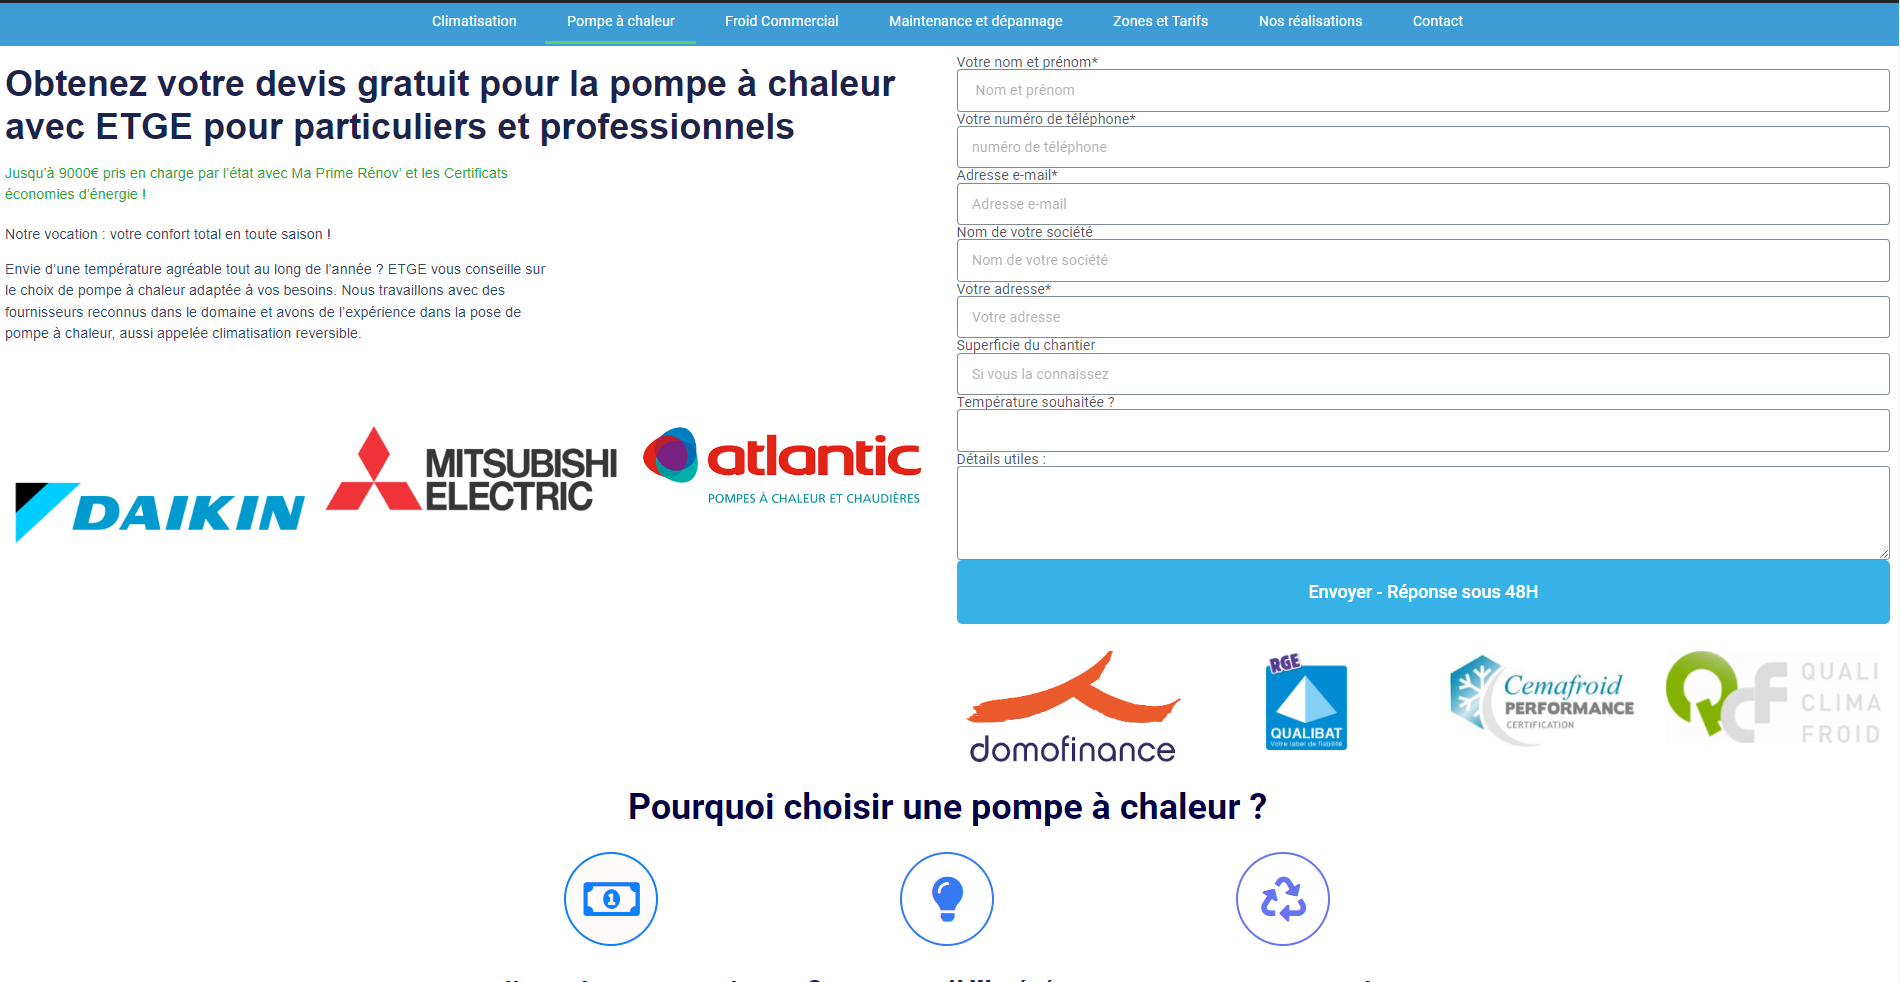 Climatisation
Pompe à chaleur
Froid Commercial
Maintenance et dépannage
Zones et Tarifs
Nos réalisations
Contact
Obtenez votre devis gratuit pour la pompe à chaleur
avec ETGE pour particuliers et professionnels
Jusqu'à 9000€ pris en charge par l'état avec Ma Prime Rénov' et les Certificats
économies d'énergie !
Notre vocation : votre confort total en toute saison !
Envie d'une température agréable tout au long de l'année ? ETGE vous conseille sur
le choix de pompe à chaleur adaptée à vos besoins. Nous travaillons avec des
fournisseurs reconnus dans le domaine et avons de l'expérience dans la pose de
pompe à chaleur, aussi appelée climatisation reversible.
DAIKIN
MITSUBISHI
ELECTRIC
atlantic
POMPES À CHALEUR ET CHAUDIÈRES
Votre nom et prénom*
Nom et prénom
Votre numéro de téléphone*
numéro de téléphone
Adresse e-mail*
Adresse e-mail
Nom de votre société
Nom de votre société
Votre adresse*
Votre adresse
Superficie du chantier
Si vous la connaissez
Température souhaitée ?
Détails utiles :
Envoyer - Réponse sous 48H
domofinance
RGE
QUALIBAT
Votre label de fiabilité
Cemafroid
PERFORMANCE
CERTIFICATION
QCF
QUALI
CLIMA
FROID
Pourquoi choisir une pompe à chaleur ?
1